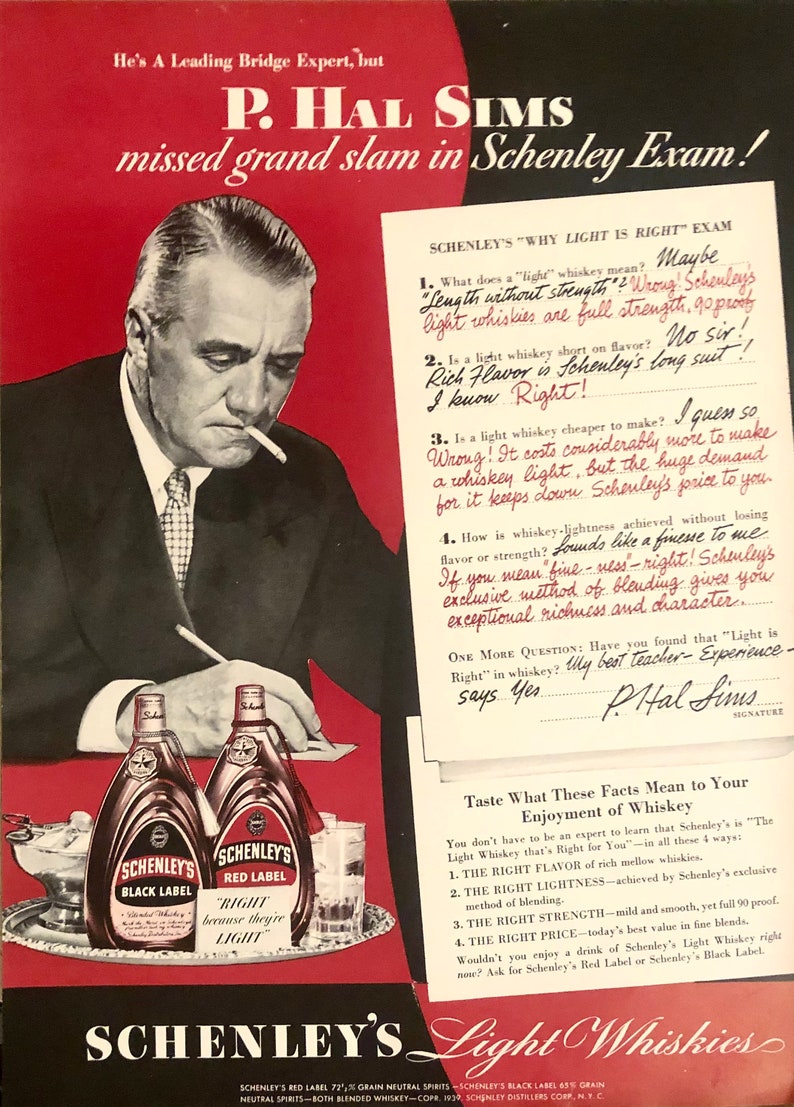 He's A Leading Bridge Expert, but
P. HAL SIMS
missed grand slam in Schenley Exam!
SCHENLEY'S "WHY LIGHT IS RIGHT" EXAM
1. What does a "light" whiskey mean? Maybe
"Length without strength"? Wrong! Schenley's
light whiskies are full strength, 90 proof
2. Is a light whiskey short on flavor? No sir!
Rich Flavor is Schenley's long suit!
I know Right!
3. Is a light whiskey cheaper to make? I guess so
Wrong! It costs considerably more to make
a whiskey light, but the huge demand
for it keeps down Schenley's price to you.
4. How is whiskey-lightness achieved without losing
flavor or strength? Sounds like a finesse to me
If you mean "fine-ness"-right! Schenley's
exclusive method of blending gives you
exceptional richness and character.
ONE MORE QUESTION: Have you found that "Light is
Right" in whiskey? My best teacher-Experience-
says Yes
P. Hal Sims
SIGNATURE
Taste What These Facts Mean to Your
Enjoyment of Whiskey
You don't have to be an expert to learn that Schenley's is "The
Light Whiskey that's Right for You"—in all these 4 ways:
1. THE RIGHT FLAVOR of rich mellow whiskies.
2. THE RIGHT LIGHTNESS—achieved by Schenley's exclusive
method of blending.
3. THE RIGHT STRENGTH—mild and smooth, yet full 90 proof.
4. THE RIGHT PRICE—today's best value in fine blends.
Wouldn't you enjoy a drink of Schenley's Light Whiskey right
now? Ask for Schenley's Red Label or Schenley's Black Label.
SCHENLEY'S
BLACK LABEL
Blended Whiskey
SCHENLEY'S
RED LABEL
"RIGHT
because they're
LIGHT"
SCHENLEY'S Light Whiskies
SCHENLEY'S RED LABEL 72½% GRAIN NEUTRAL SPIRITS—SCHENLEY'S BLACK LABEL 65% GRAIN
NEUTRAL SPIRITS—BOTH BLENDED WHISKEY—COPR. 1939, SCHENLEY DISTILLERS CORP., N.Y.C.